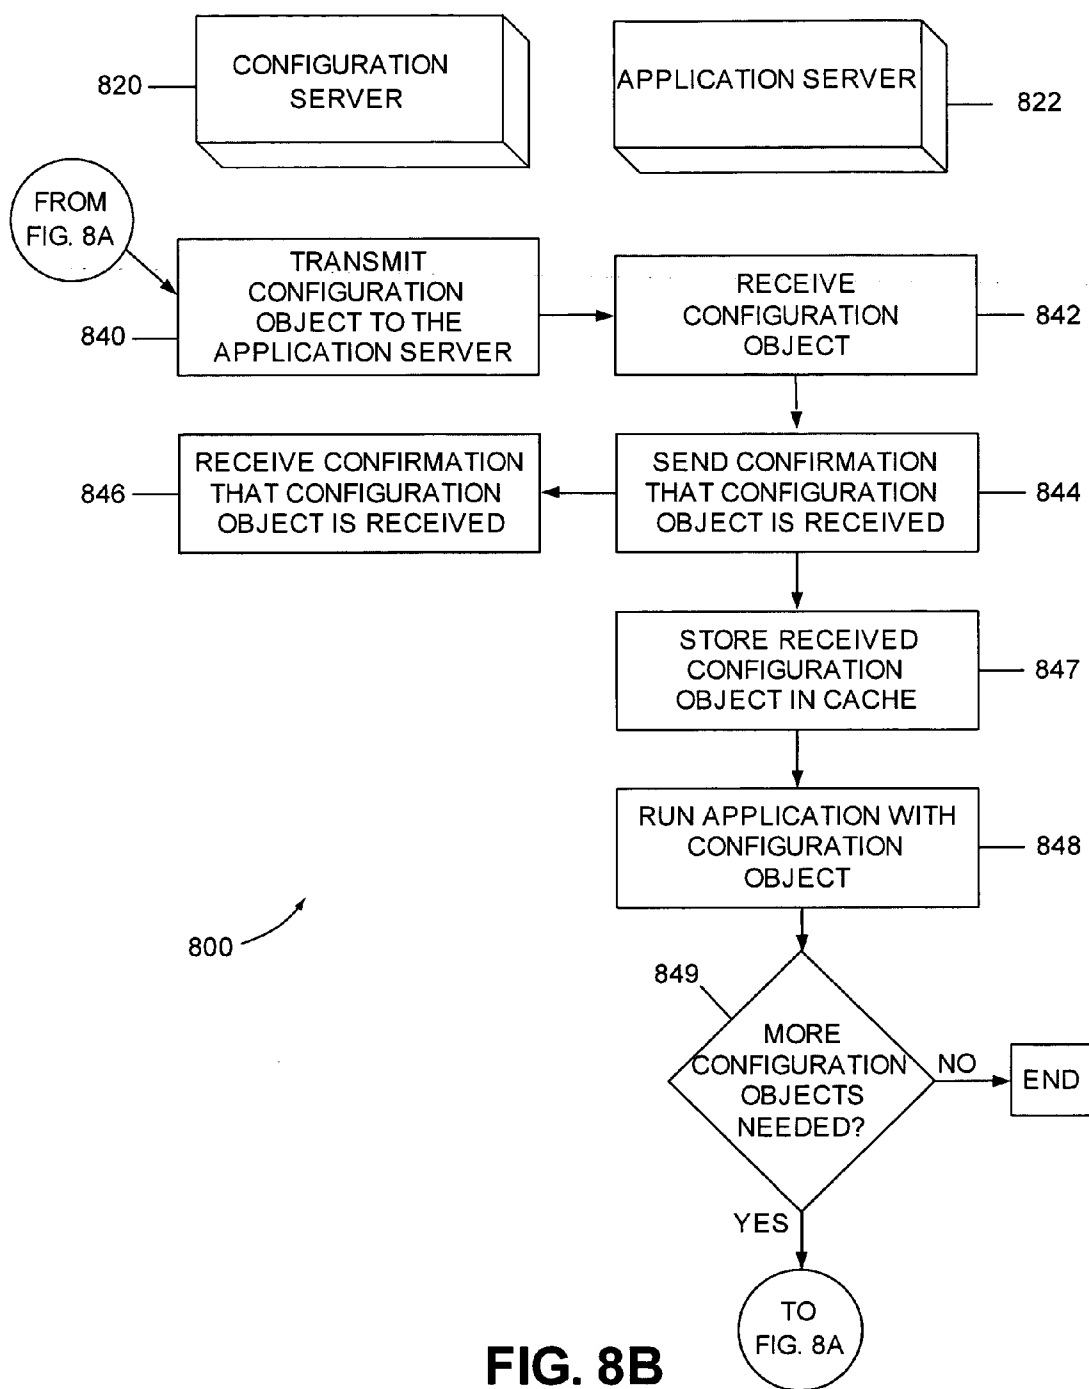 CONFIGURATION
SERVER
820
APPLICATION SERVER
822
FROM
FIG. 8A
TRANSMIT
CONFIGURATION
OBJECT TO THE
APPLICATION SERVER
840
RECEIVE
CONFIGURATION
OBJECT
842
RECEIVE CONFIRMATION
THAT CONFIGURATION
OBJECT IS RECEIVED
846
SEND CONFIRMATION
THAT CONFIGURATION
OBJECT IS RECEIVED
844
STORE RECEIVED
CONFIGURATION
OBJECT IN CACHE
847
RUN APPLICATION WITH
CONFIGURATION
OBJECT
848
800
849
MORE
CONFIGURATION
OBJECTS
NEEDED?
NO
END
YES
TO
FIG. 8A
FIG. 8B